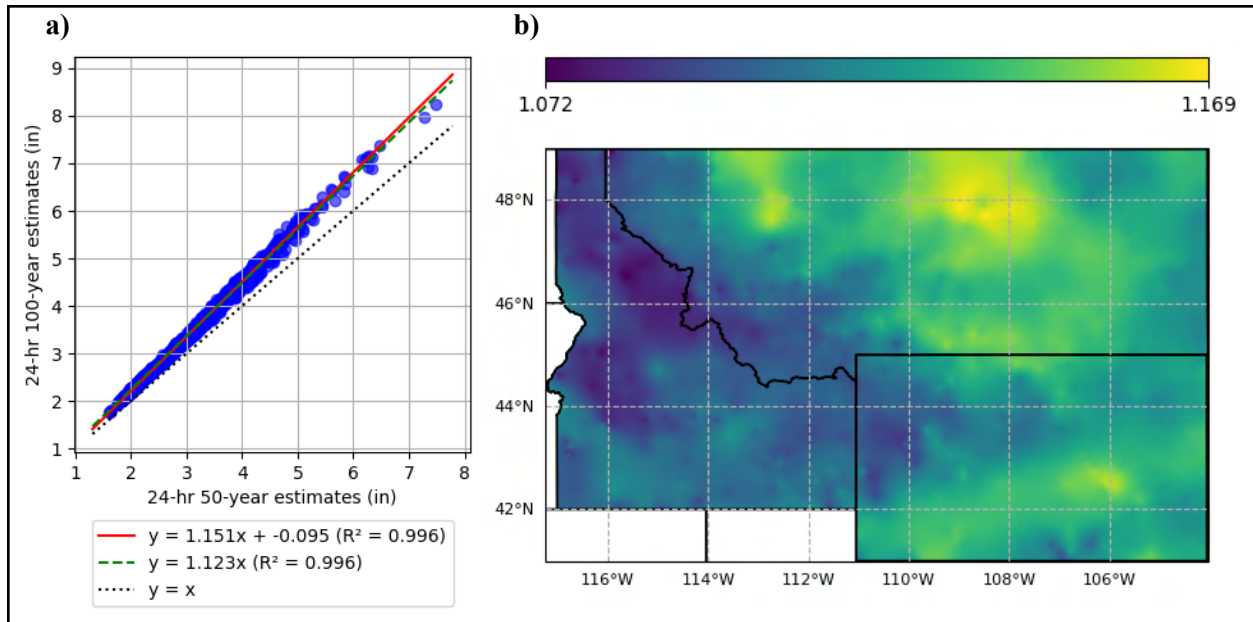 a)
9
8
7
6
5
4
3
2
1
24-hr 100-year estimates (in)
1 2 3 4 5 6 7 8
24-hr 50-year estimates (in)
y = 1.151x + -0.095 (R² = 0.996)
y = 1.123x (R² = 0.996)
y = x
b)
1.072 1.169
48°N
46°N
44°N
42°N
116°W 114°W 112°W 110°W 108°W 106°W